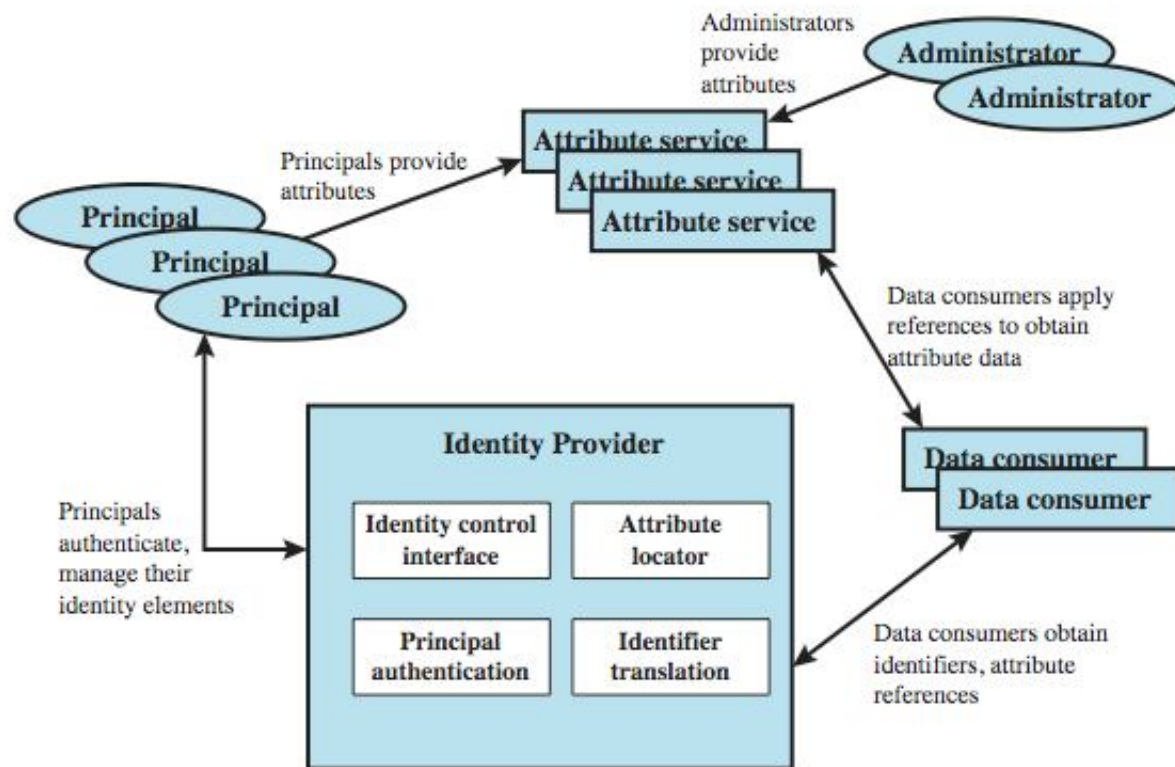 Administrators
provide
attributes
Administrator
Administrator
Attribute service
Attribute service
Attribute service
Principals provide
attributes
Principal
Principal
Principal
Data consumers apply
references to obtain
attribute data
Identity Provider
Data consumer
Data consumer
Identity control
interface
Attribute
locator
Principals
authenticate,
manage their
identity elements
Principal
authentication
Identifier
translation
Data consumers obtain
identifiers, attribute
references